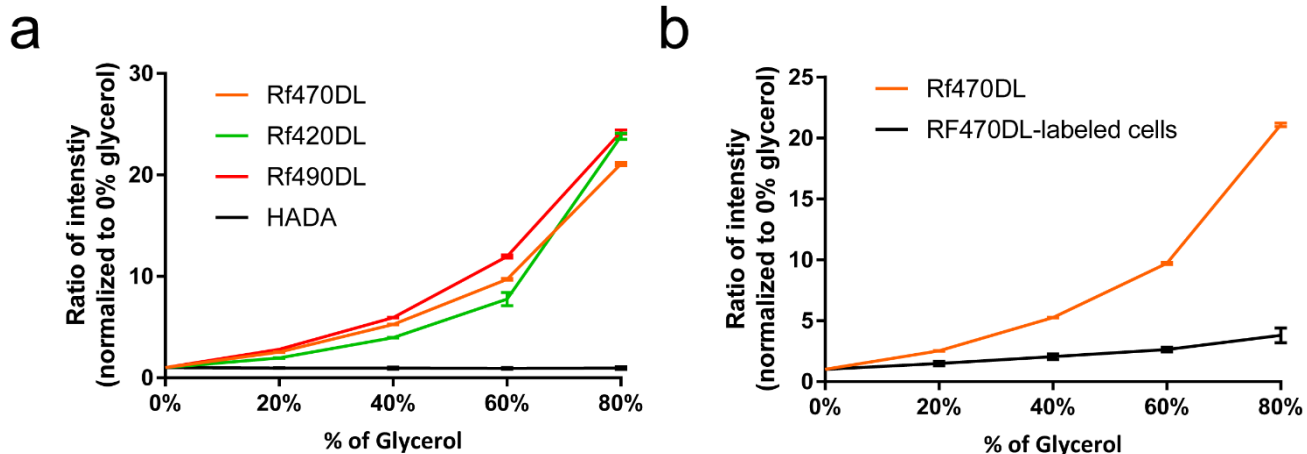 a
Ratio of intenstiy
(normalized to 0% glycerol)
30
20
10
0
Rf470DL
Rf420DL
Rf490DL
HADA
0% 20% 40% 60% 80%
% of Glycerol
b
Ratio of intenstiy
(normalized to 0% glycerol)
25
20
15
10
5
0
Rf470DL
RF470DL-labeled cells
0% 20% 40% 60% 80%
% of Glycerol